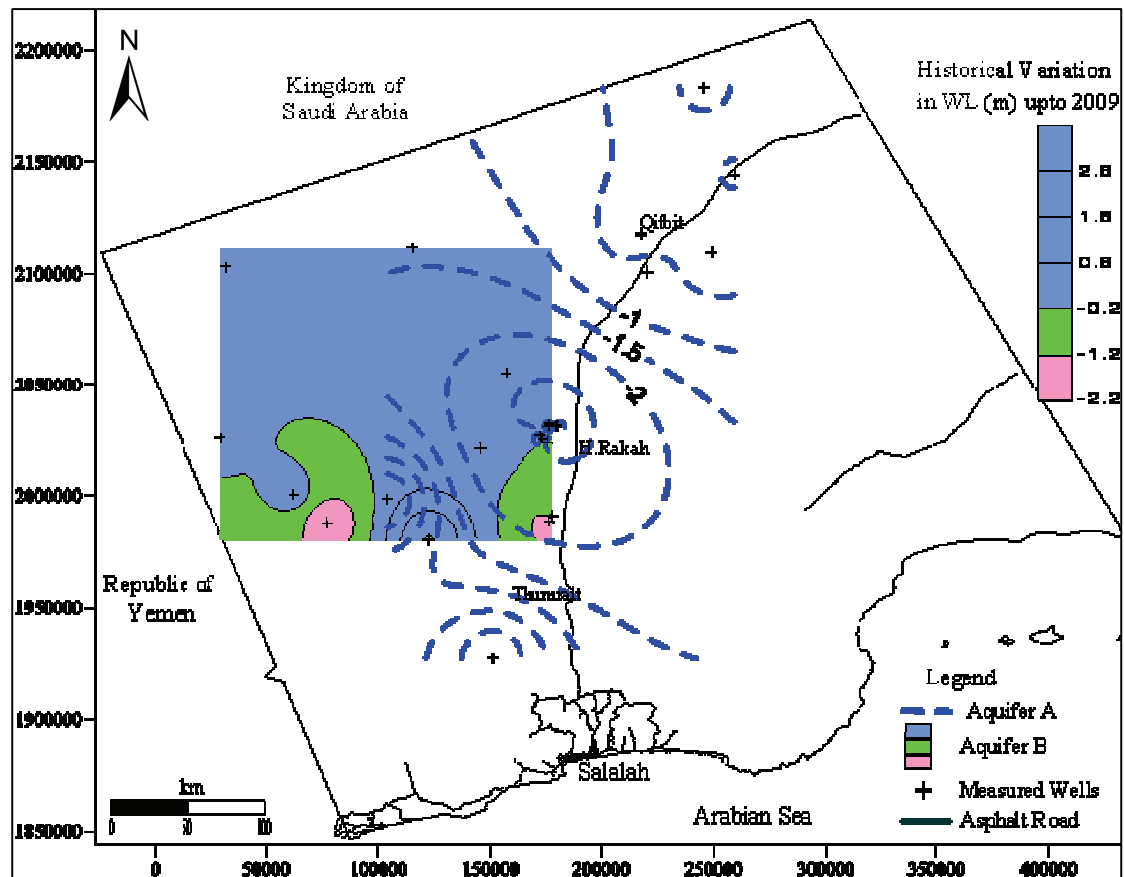 N
Kingdom of
Saudi Arabia
Historical Variation
in WL (m) upto 2009
2.8
1.8
0.8
-0.2
-1.2
-2.2
2200000
2150000
2100000
2050000
2000000
1950000
1900000
1850000
Qitbit
-1
-1.5
-2
H.Rakah
Republic of
Yemen
Thumrait
Legend
Aquifer A
Aquifer B
Measured Wells
Asphalt Road
Salalah
Arabian Sea
km
0 50 100
0 50000 100000 150000 200000 250000 300000 350000 400000